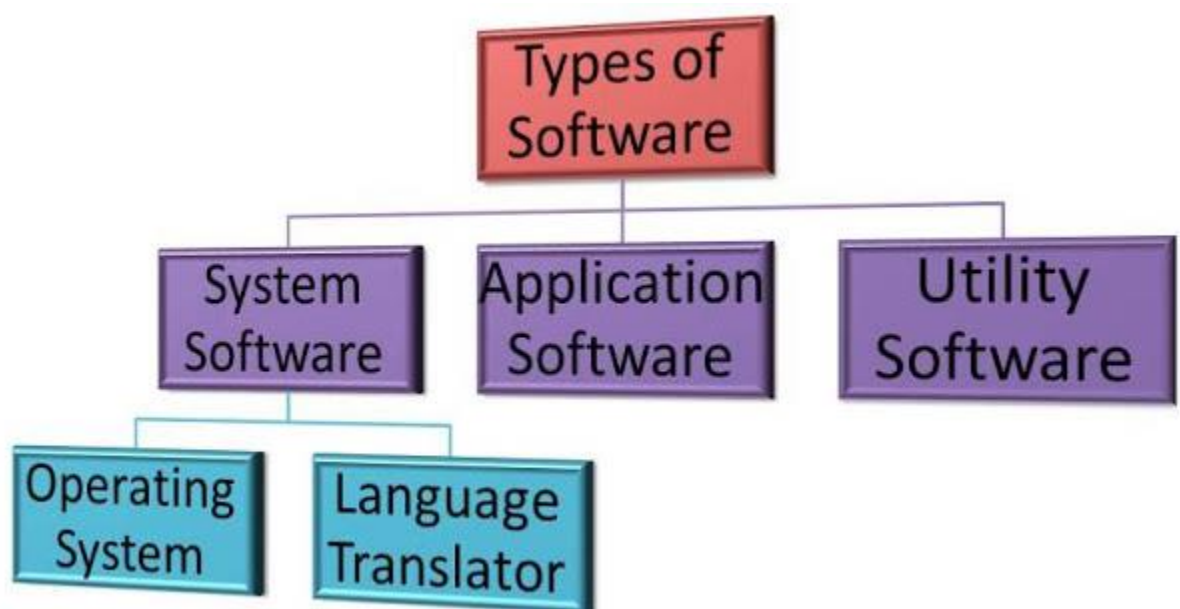 Types of
Software
System
Software
Application
Software
Utility
Software
Operating
System
Language
Translator